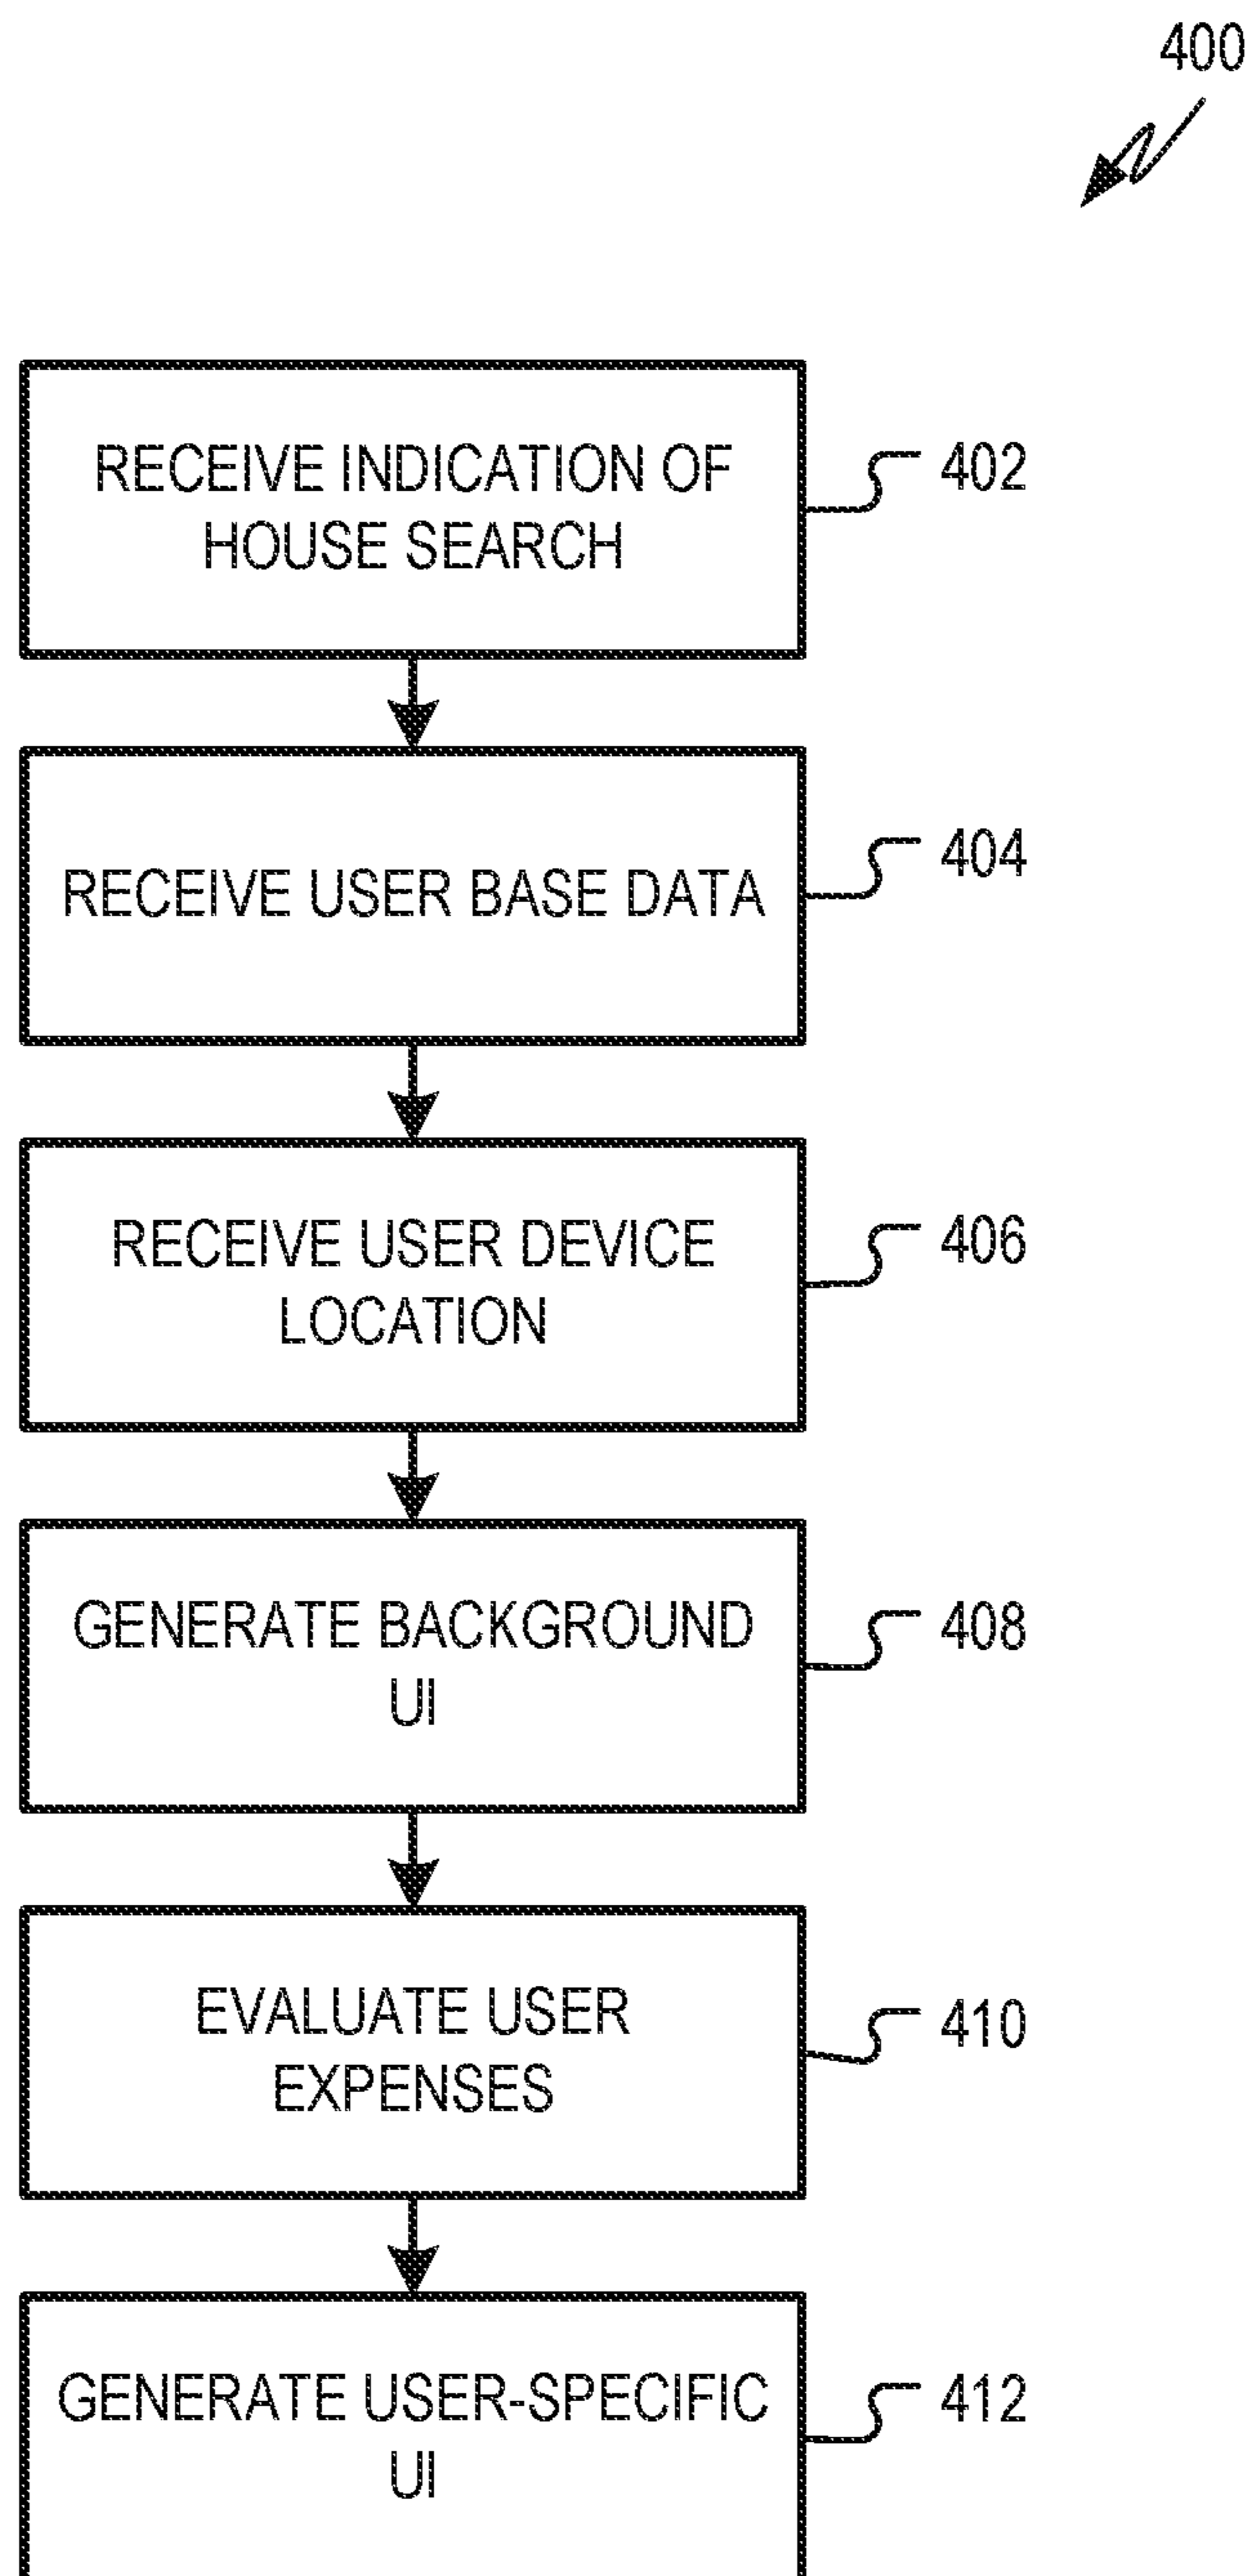 400
RECEIVE INDICATION OF
HOUSE SEARCH
402
RECEIVE USER BASE DATA
404
RECEIVE USER DEVICE
LOCATION
406
GENERATE BACKGROUND
UI
408
EVALUATE USER
EXPENSES
410
GENERATE USER-SPECIFIC
UI
412